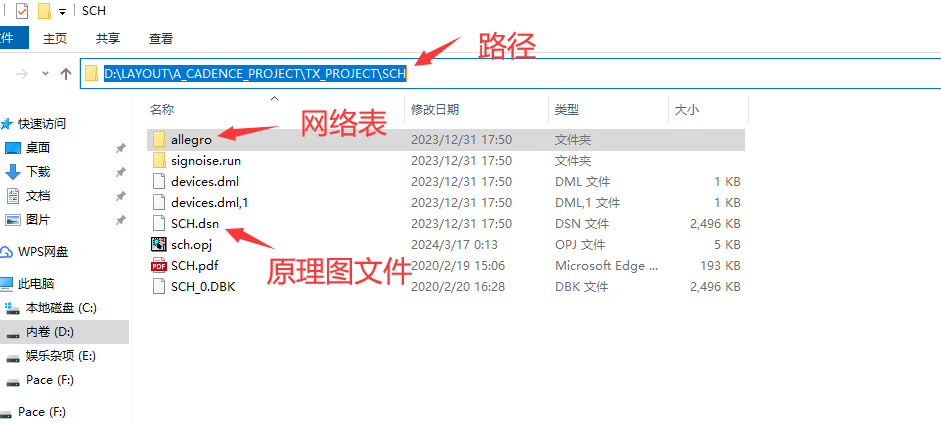 SCH
件
主页 共享 查看
路径
D:\LAYOUT\A_CADENCE_PROJECT\TX_PROJECT\SCH
名称 修改日期 类型 大小
网络表
快速访问
allegro 2023/12/31 17:50 文件夹
桌面
signoise.run 2023/12/31 17:50 文件夹
下载
devices.dml 2023/12/31 17:50 DML 文件 1 KB
文档
devices.dml,1 2023/12/31 17:50 DML,1 文件 1 KB
图片
SCH.dsn 2023/12/31 17:50 DSN 文件 2,496 KB
sch.opj 2024/3/17 0:13 OPJ 文件 5 KB
WPS网盘
原理图文件
SCH.pdf 2020/2/19 15:06 Microsoft Edge ... 193 KB
此电脑
SCH_0.DBK 2020/2/20 16:28 DBK 文件 2,496 KB
本地磁盘 (C:)
内卷 (D:)
娱乐杂项 (E:)
Pace (F:)
Pace (F:)